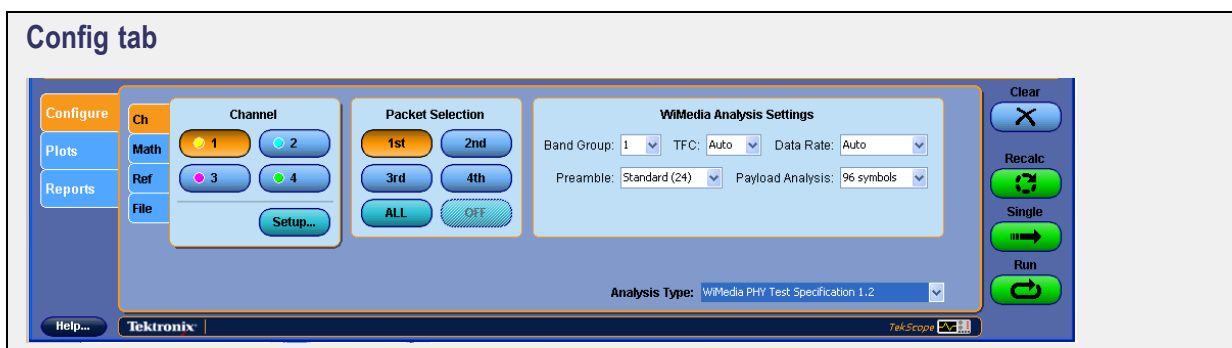 Config tab
Configure
Plots
Reports
Ch
Math
Ref
File
Channel
1 2
3 4
Setup...
Packet Selection
1st 2nd
3rd 4th
ALL OFF
WiMedia Analysis Settings
Band Group: 1 TFC: Auto Data Rate: Auto
Preamble: Standard (24) Payload Analysis: 96 symbols
Analysis Type: WiMedia PHY Test Specification 1.2
Clear
Recalc
Single
Run
Help...
Tektronix
TekScope